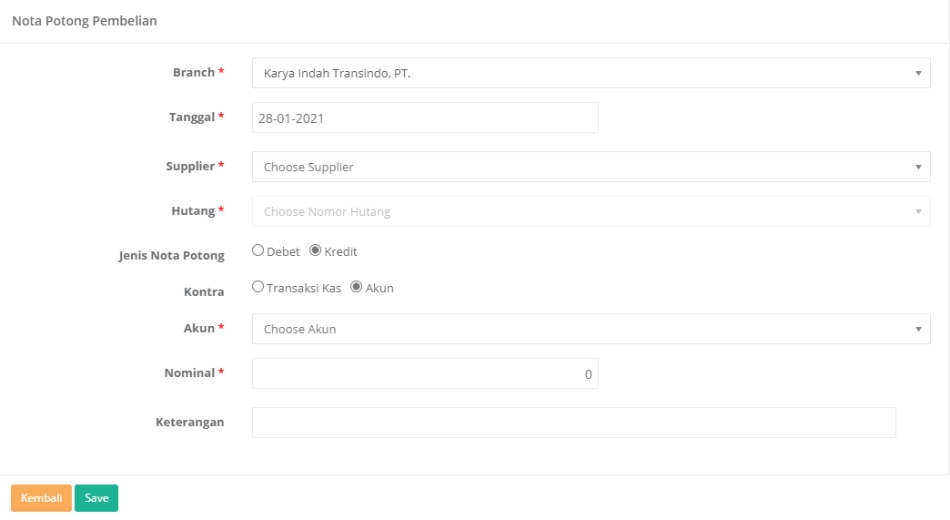 Nota Potong Pembelian
Branch * Karya Indah Transindo, PT.
Tanggal * 28-01-2021
Supplier * Choose Supplier
Hutang * Choose Nomor Hutang
Jenis Nota Potong Debet Kredit
Kontra Transaksi Kas Akun
Akun * Choose Akun
Nominal * 0
Keterangan
Kembali Save